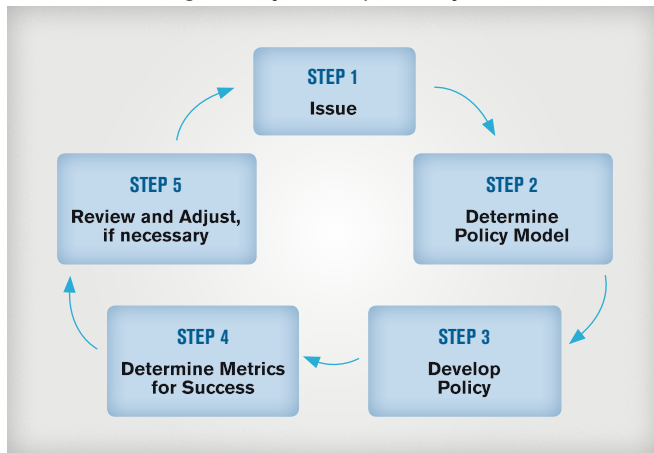 STEP 1
Issue
STEP 2
Determine
Policy Model
STEP 3
Develop
Policy
STEP 4
Determine Metrics
for Success
STEP 5
Review and Adjust,
if necessary